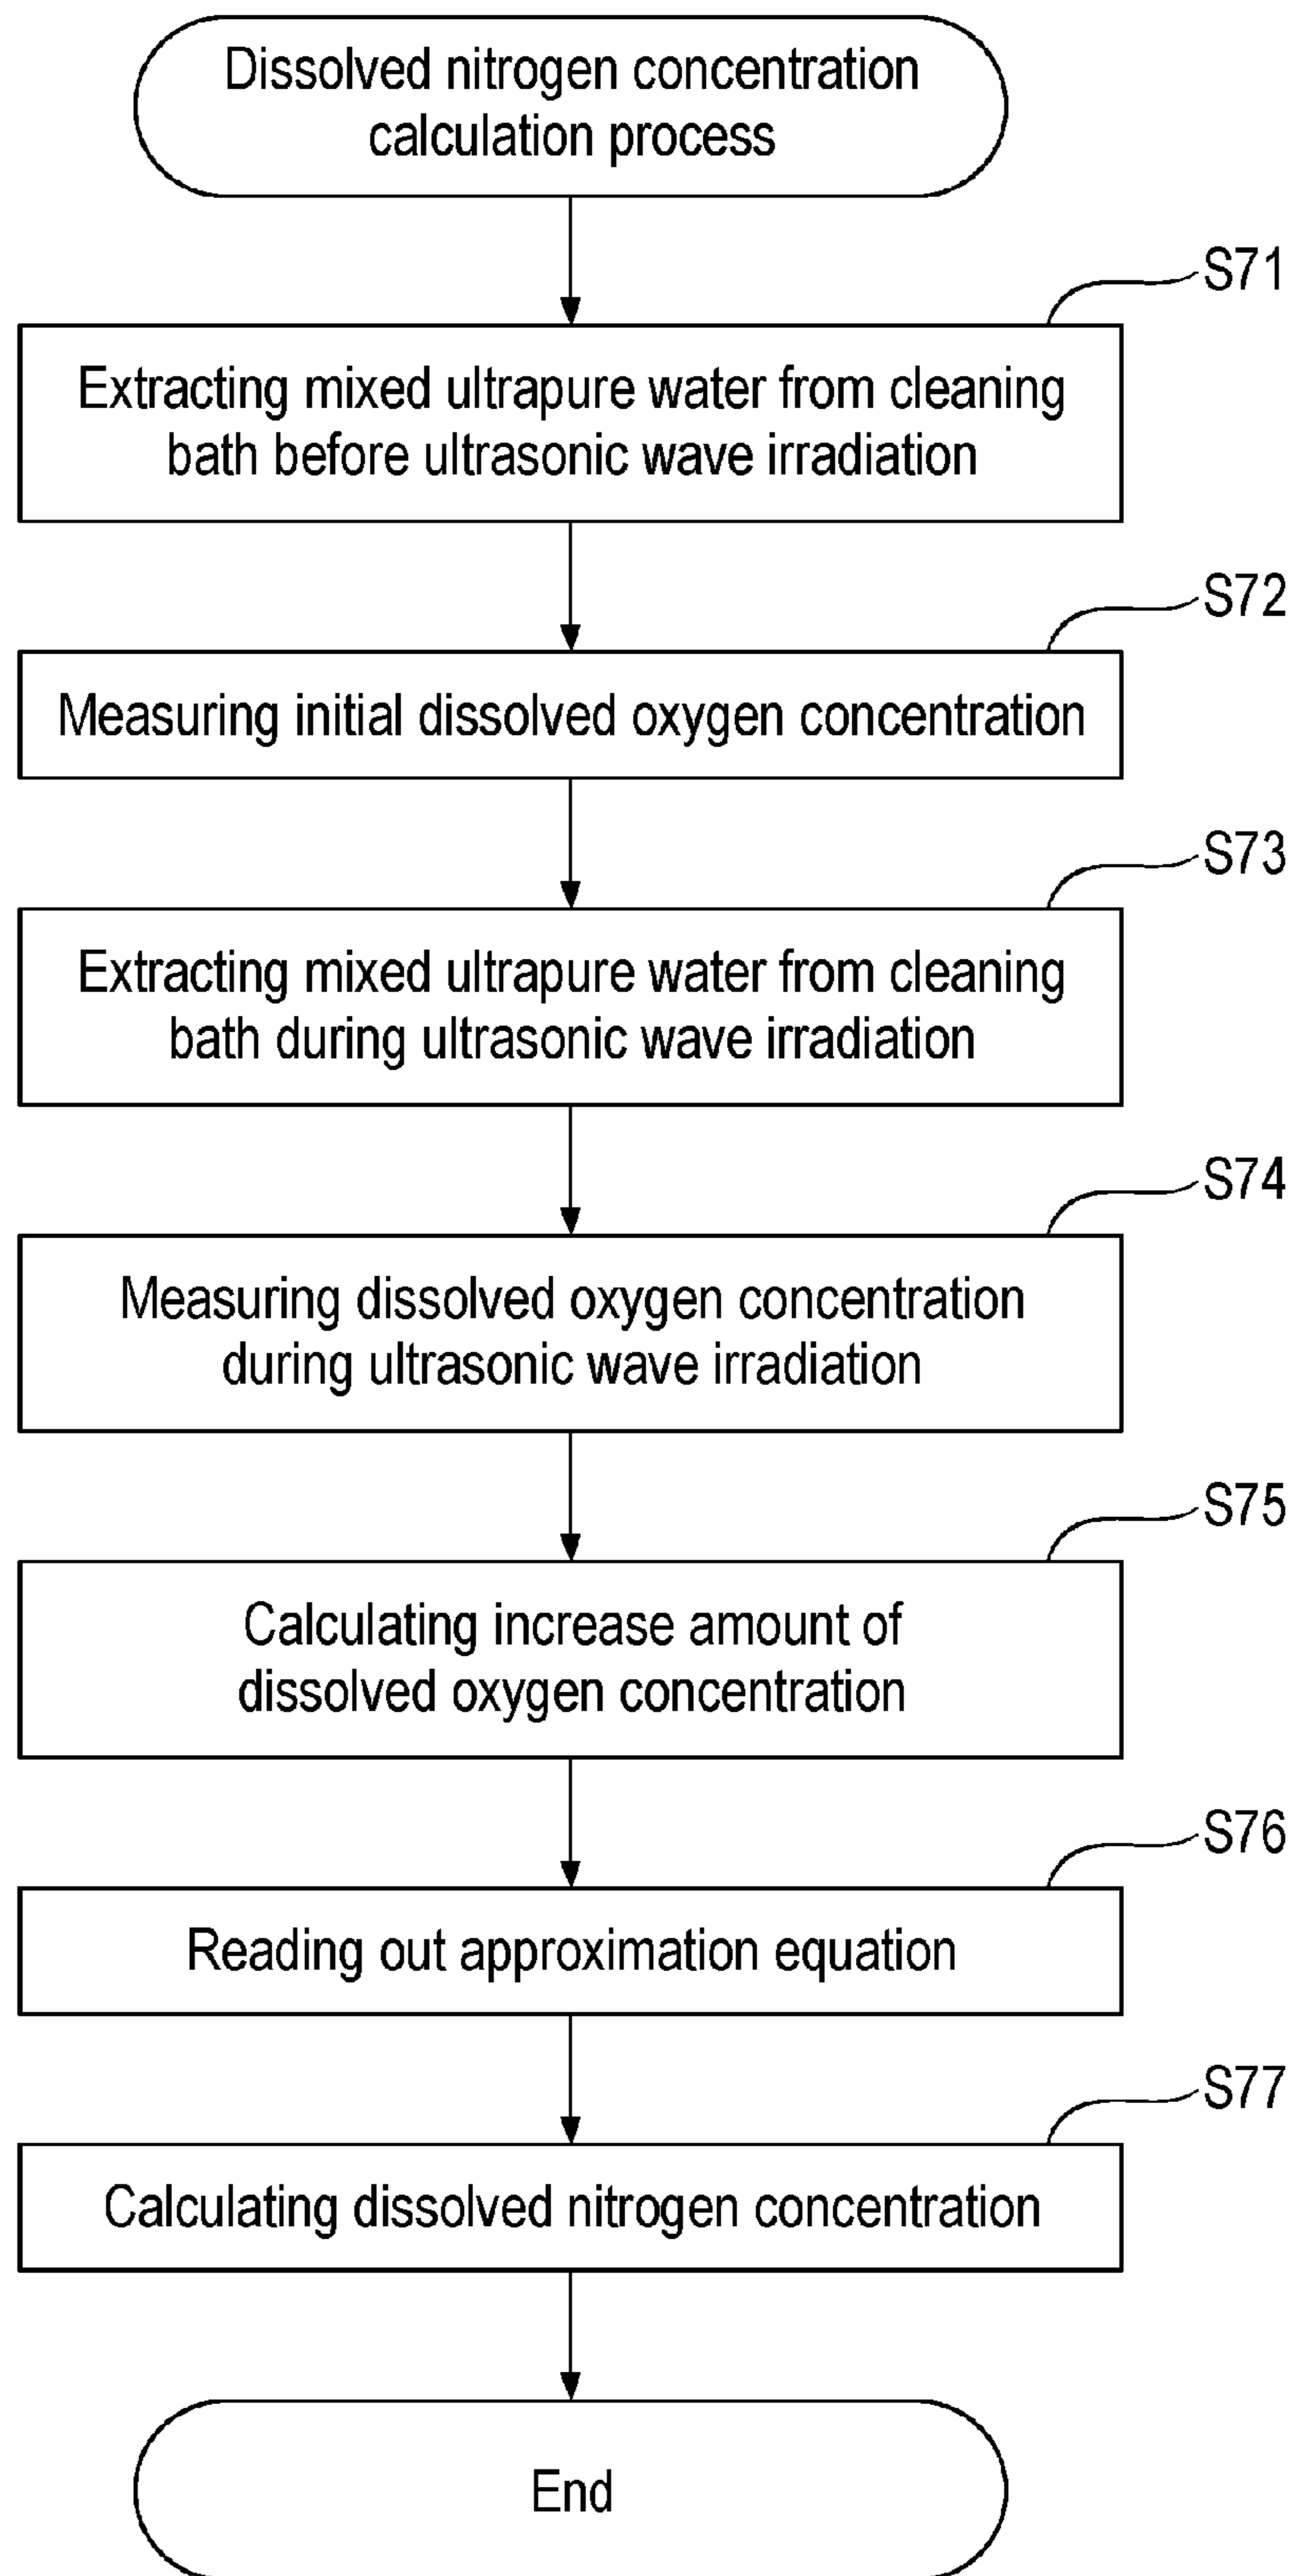 Dissolved nitrogen concentration
calculation process
S71
Extracting mixed ultrapure water from cleaning
bath before ultrasonic wave irradiation
S72
Measuring initial dissolved oxygen concentration
S73
Extracting mixed ultrapure water from cleaning
bath during ultrasonic wave irradiation
S74
Measuring dissolved oxygen concentration
during ultrasonic wave irradiation
S75
Calculating increase amount of
dissolved oxygen concentration
S76
Reading out approximation equation
S77
Calculating dissolved nitrogen concentration
End